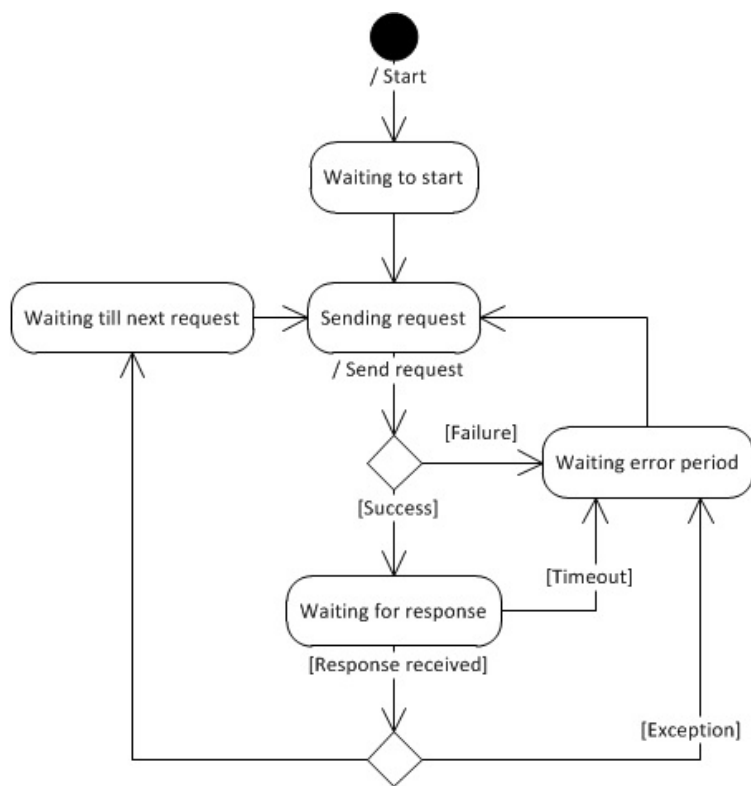 / Start
Waiting to start
Waiting till next request
Sending request
/ Send request
[Failure]
Waiting error period
[Success]
[Timeout]
Waiting for response
[Response received]
[Exception]